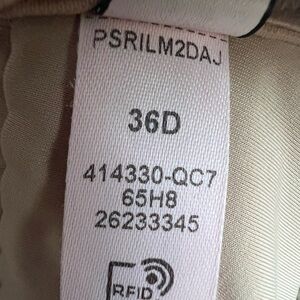 PSRILM2DAJ
36D
414330-QC7
65H8
26233345
RFID